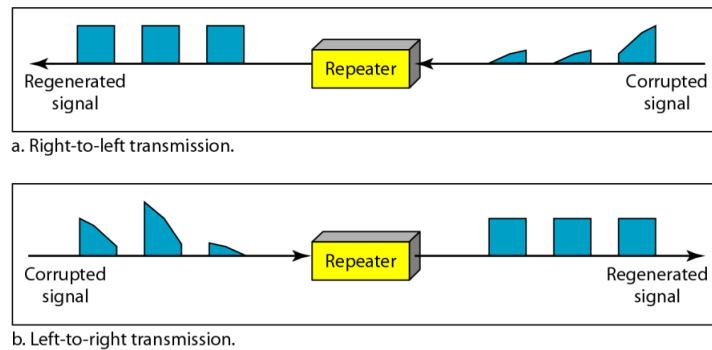 Repeater
Regenerated
signal
Corrupted
signal
a. Right-to-left transmission.
Repeater
Corrupted
signal
Regenerated
signal
b. Left-to-right transmission.